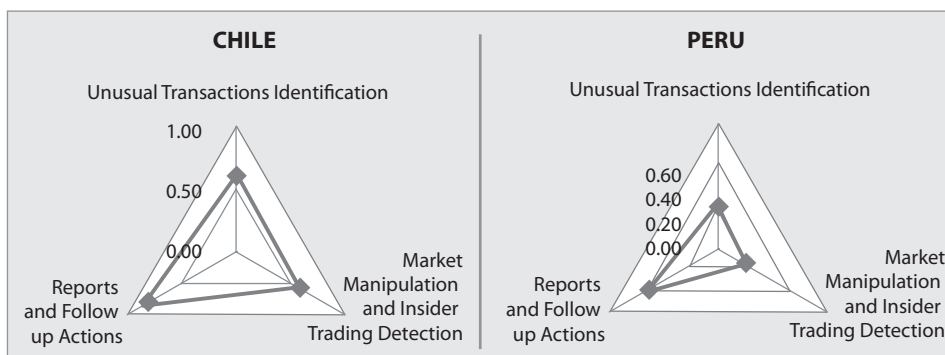 CHILE
Unusual Transactions Identification
1.00
0.50
0.00
Reports
and Follow
up Actions
Market
Manipulation
and Insider
Trading Detection
PERU
Unusual Transactions Identification
0.60
0.40
0.20
0.00
Reports
and Follow
up Actions
Market
Manipulation
and Insider
Trading Detection